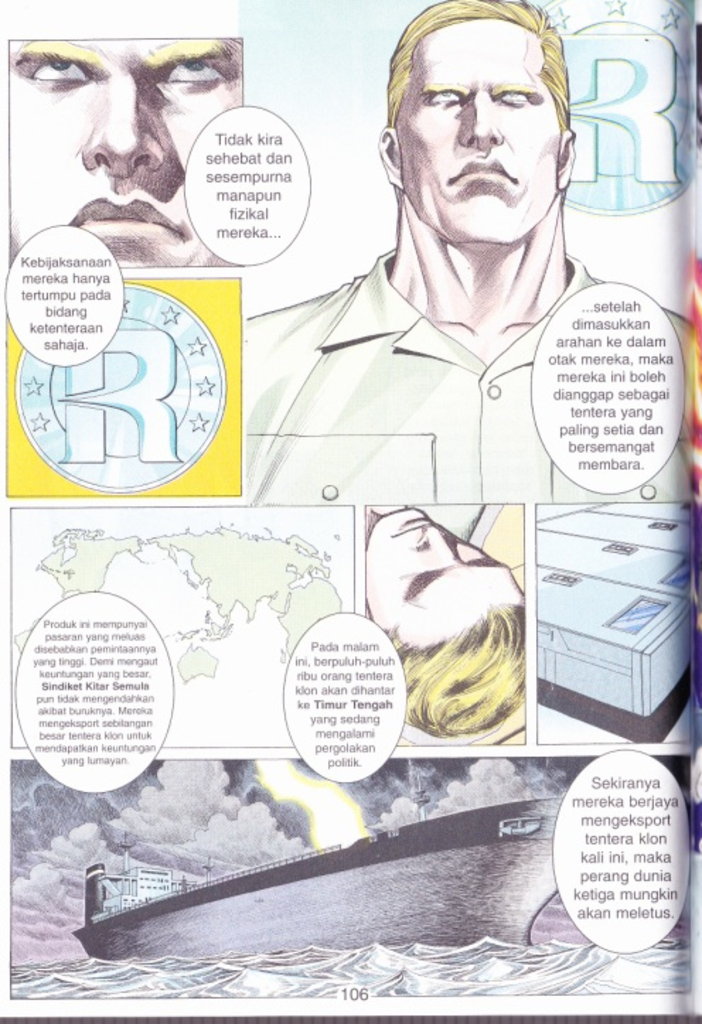 Tidak kira
sehebat dan
sesempurna
manapun
fizikal
mereka...
Kebijaksanaan
mereka hanya
tertumpu pada
bidang
ketenteraan
sahaja.
R
R
...setelah
dimasukkan
arahan ke dalam
otak mereka, maka
mereka ini boleh
dianggap sebagai
tentera yang
paling setia dan
bersemangat
membara.
Produk ini mempunyai
pasaran yang meluas
disebabkan pemintaannya
yang tinggi. Demi mengaut
keuntungan yang besar,
Sindiket Kitar Semula
pun tidak mengendahkan
akibat buruknya. Mereka
mengeksport sebilangan
besar tentera klon untuk
mendapatkan keuntungan
yang lumayan.
Pada malam
ini, berpuluh-puluh
ribu orang tentera
klon akan dihantar
ke Timur Tengah
yang sedang
mengalami
pergolakan
politik.
Sekiranya
mereka berjaya
mengeksport
tentera klon
kali ini, maka
perang dunia
ketiga mungkin
akan meletus.
106